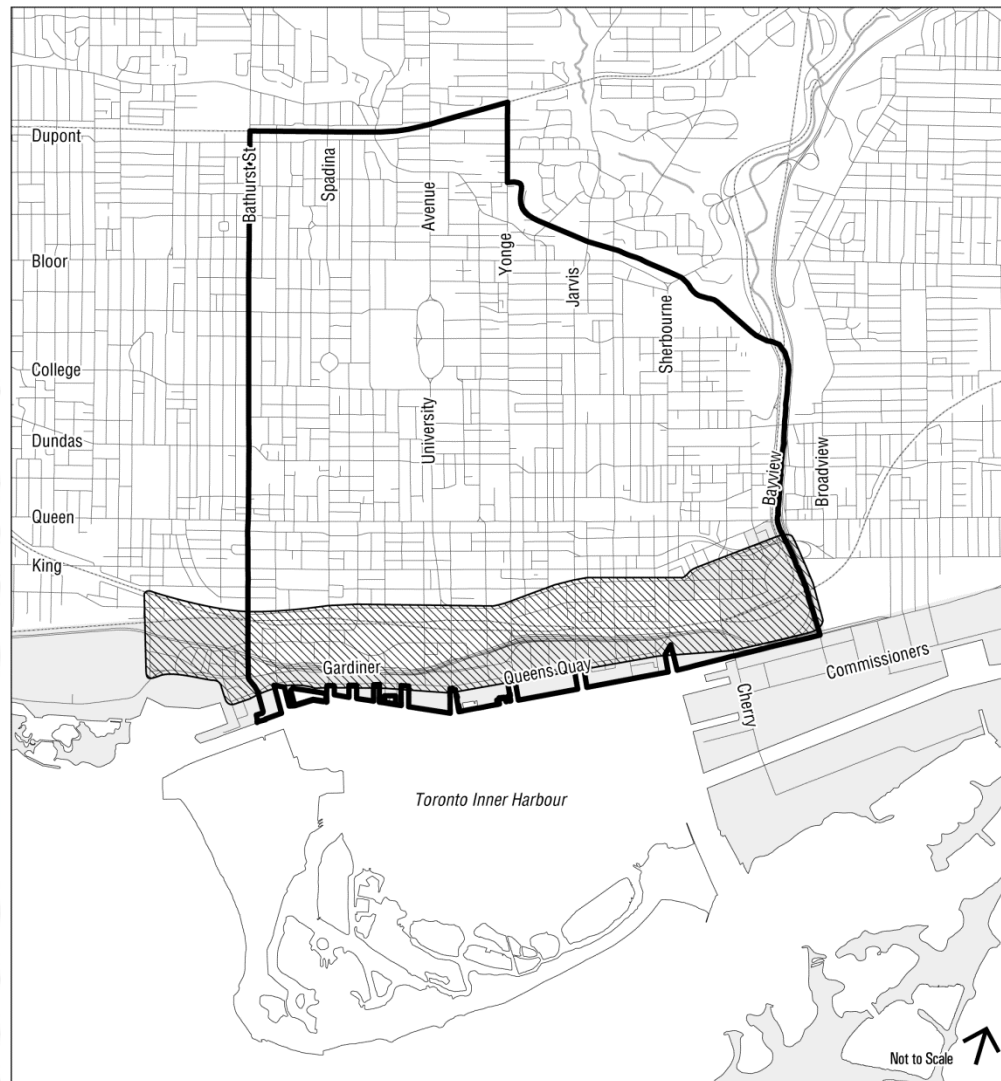 Dupont
Bathurst St
Spadina
Avenue
Yonge
Bloor
Jarvis
Sherbourne
College
University
Dundas
Bayview
Broadview
Queen
King
Gardiner
Queens Quay
Commissioners
Cherry
Toronto Inner Harbour
Not to Scale